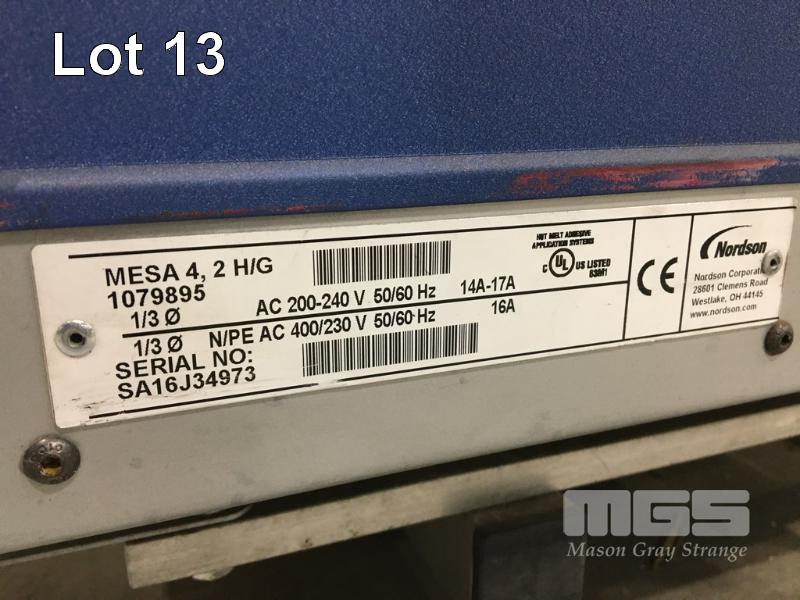 Lot 13
MESA 4, 2 H/G
1079895
1/3 Ø AC 200-240 V 50/60 Hz 14A-17A
1/3 Ø N/PE AC 400/230 V 50/60 Hz 16A
SERIAL NO:
SA16J34973
HOT MELT ADHESIVE
APPLICATION SYSTEMS
C UL US LISTED
CE
Nordson
Nordson Corporation
28601 Clemens Road
Westlake, OH 44145
www.nordson.com
MGS
Mason Gray Strange